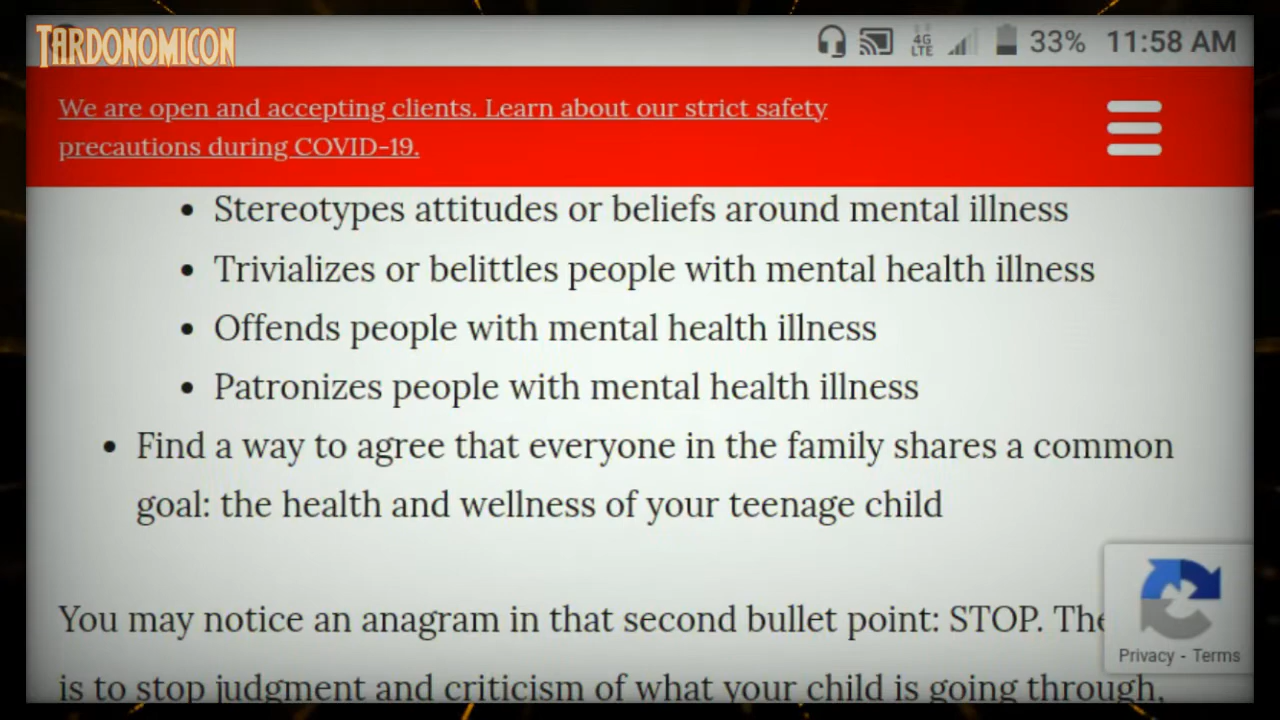 TARDONOMICON
4G
LTE
33% 11:58 AM
We are open and accepting clients. Learn about our strict safety
precautions during COVID-19.
• Stereotypes attitudes or beliefs around mental illness
• Trivializes or belittles people with mental health illness
• Offends people with mental health illness
• Patronizes people with mental health illness
• Find a way to agree that everyone in the family shares a common
goal: the health and wellness of your teenage child
You may notice an anagram in that second bullet point: STOP.
is to stop judgment and criticism of what your child is going through,
Privacy - Terms